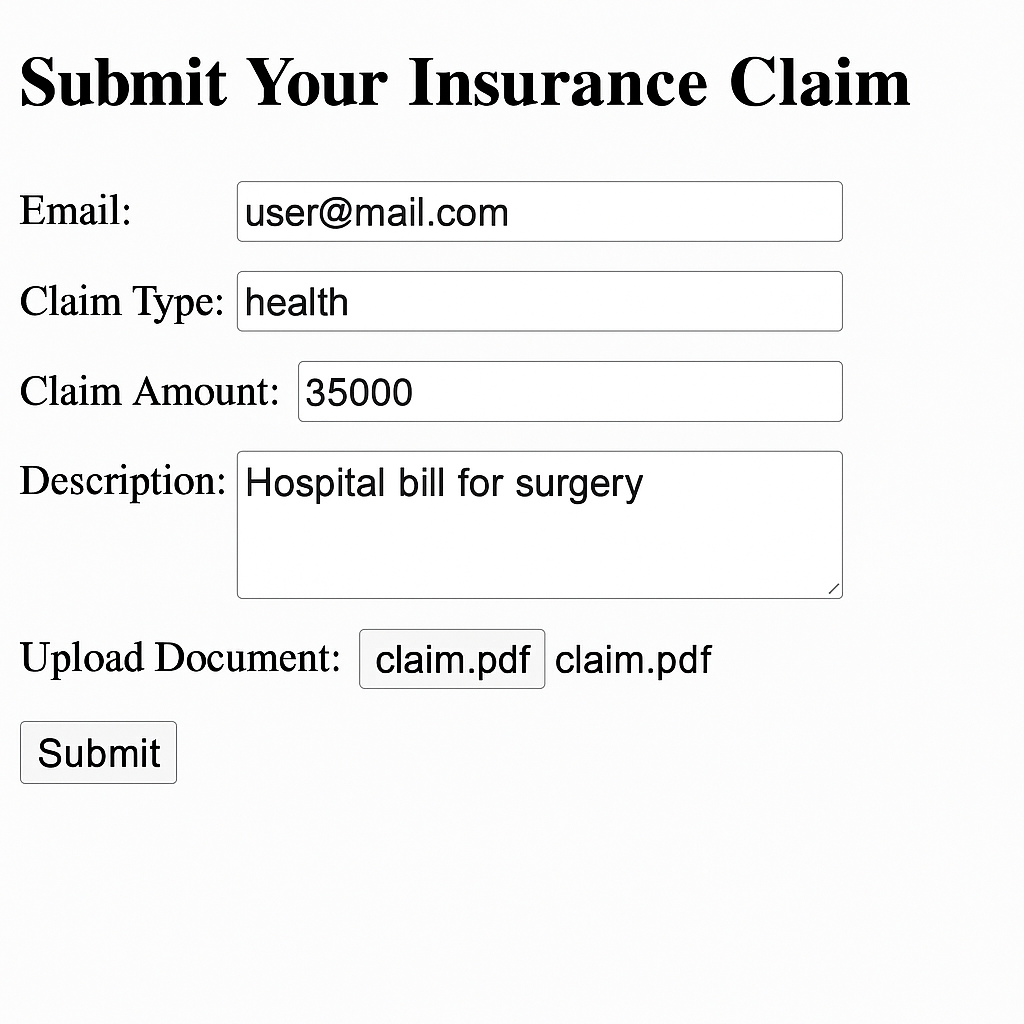 Submit Your Insurance Claim
Email: user@mail.com
Claim Type: health
Claim Amount: 35000
Description: Hospital bill for surgery
Upload Document: claim.pdf claim.pdf
Submit